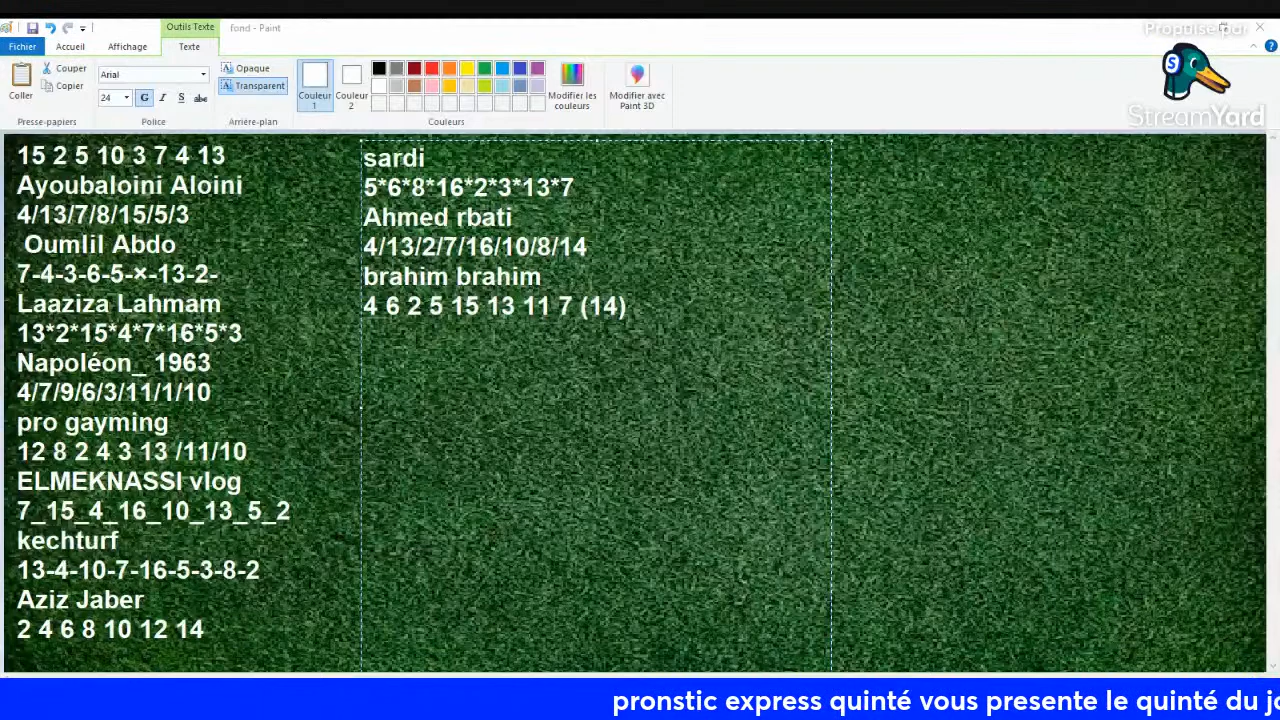 Outils Texte
fond - Paint
Propulsé par
Fichier
Accueil
Affichage
Texte
Coller
Couper
Copier
Arial
24
G
I
S
abc
Opaque
Transparent
Couleur 1
Couleur 2
Modifier les couleurs
Modifier avec Paint 3D
Presse-papiers
Police
Arrière-plan
Couleurs
StreamYard
15 2 5 10 3 7 4 13
Ayoubaloini Aloini
4/13/7/8/15/5/3
Oumlil Abdo
7-4-3-6-5-×-13-2-
Laaziza Lahmam
13*2*15*4*7*16*5*3
Napoléon_ 1963
4/7/9/6/3/11/1/10
pro gayming
12 8 2 4 3 13 /11/10
ELMEKNASSI vlog
7_15_4_16_10_13_5_2
kechturf
13-4-10-7-16-5-3-8-2
Aziz Jaber
2 4 6 8 10 12 14
sardi
5*6*8*16*2*3*13*7
Ahmed rbati
4/13/2/7/16/10/8/14
brahim brahim
4 6 2 5 15 13 11 7 (14)
pronstic express quinté vous presente le quinté du jo